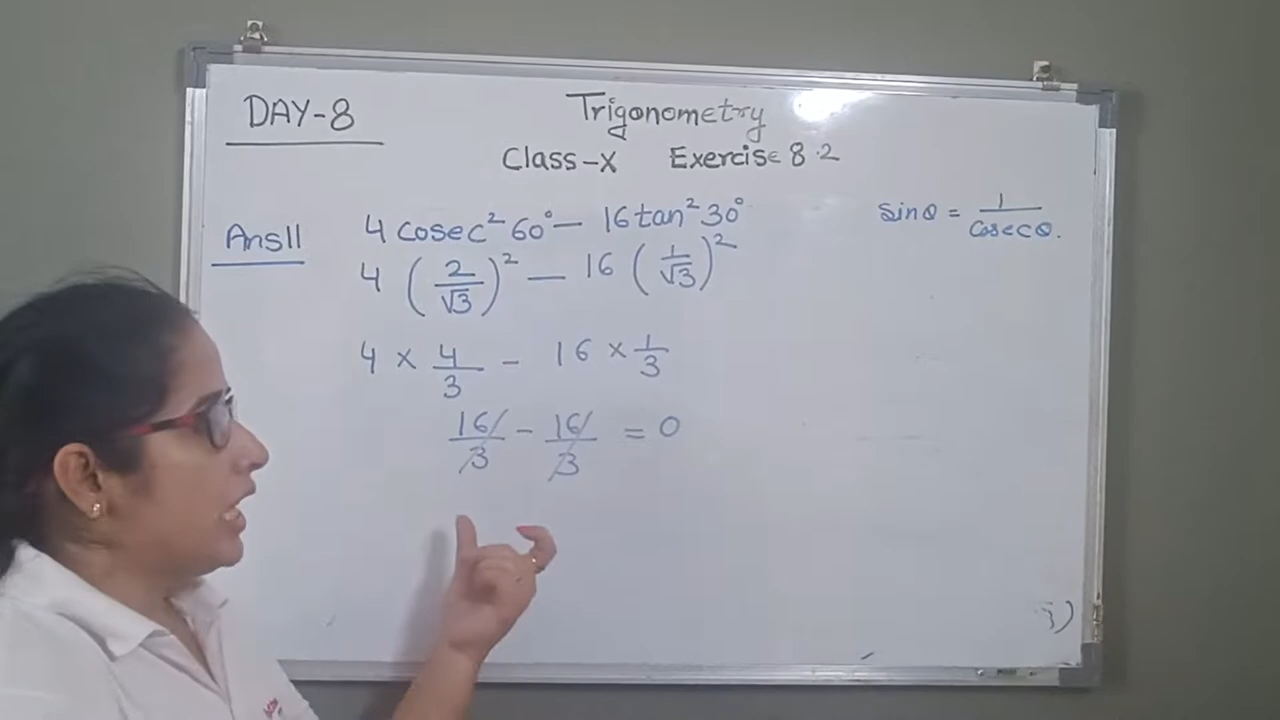 DAY-8
Trigonometry
Class-X Exercise 8.2
Ans11
4 cosec² 60° — 16 tan² 30°
sinθ = 1/cosecθ.
4 (2/√3)² — 16 (1/√3)²
4 × 4/3 - 16 × 1/3
16/3 - 16/3 = 0